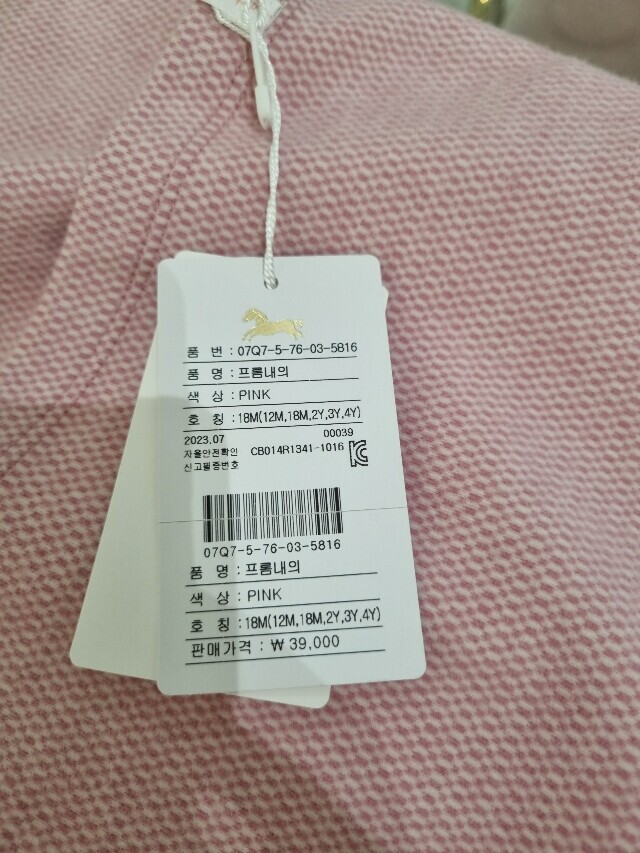 품 번 : 07Q7-5-76-03-5816
품 명 : 프롬내의
색 상 : PINK
호 칭 : 18M(12M,18M,2Y,3Y,4Y)
2023.07 00039
자율안전확인 CB014R1341-1016
신고필증번호
07Q7-5-76-03-5816
품 명 : 프롬내의
색 상 : PINK
호 칭 : 18M(12M,18M,2Y,3Y,4Y)
판매가격 : ₩ 39,000